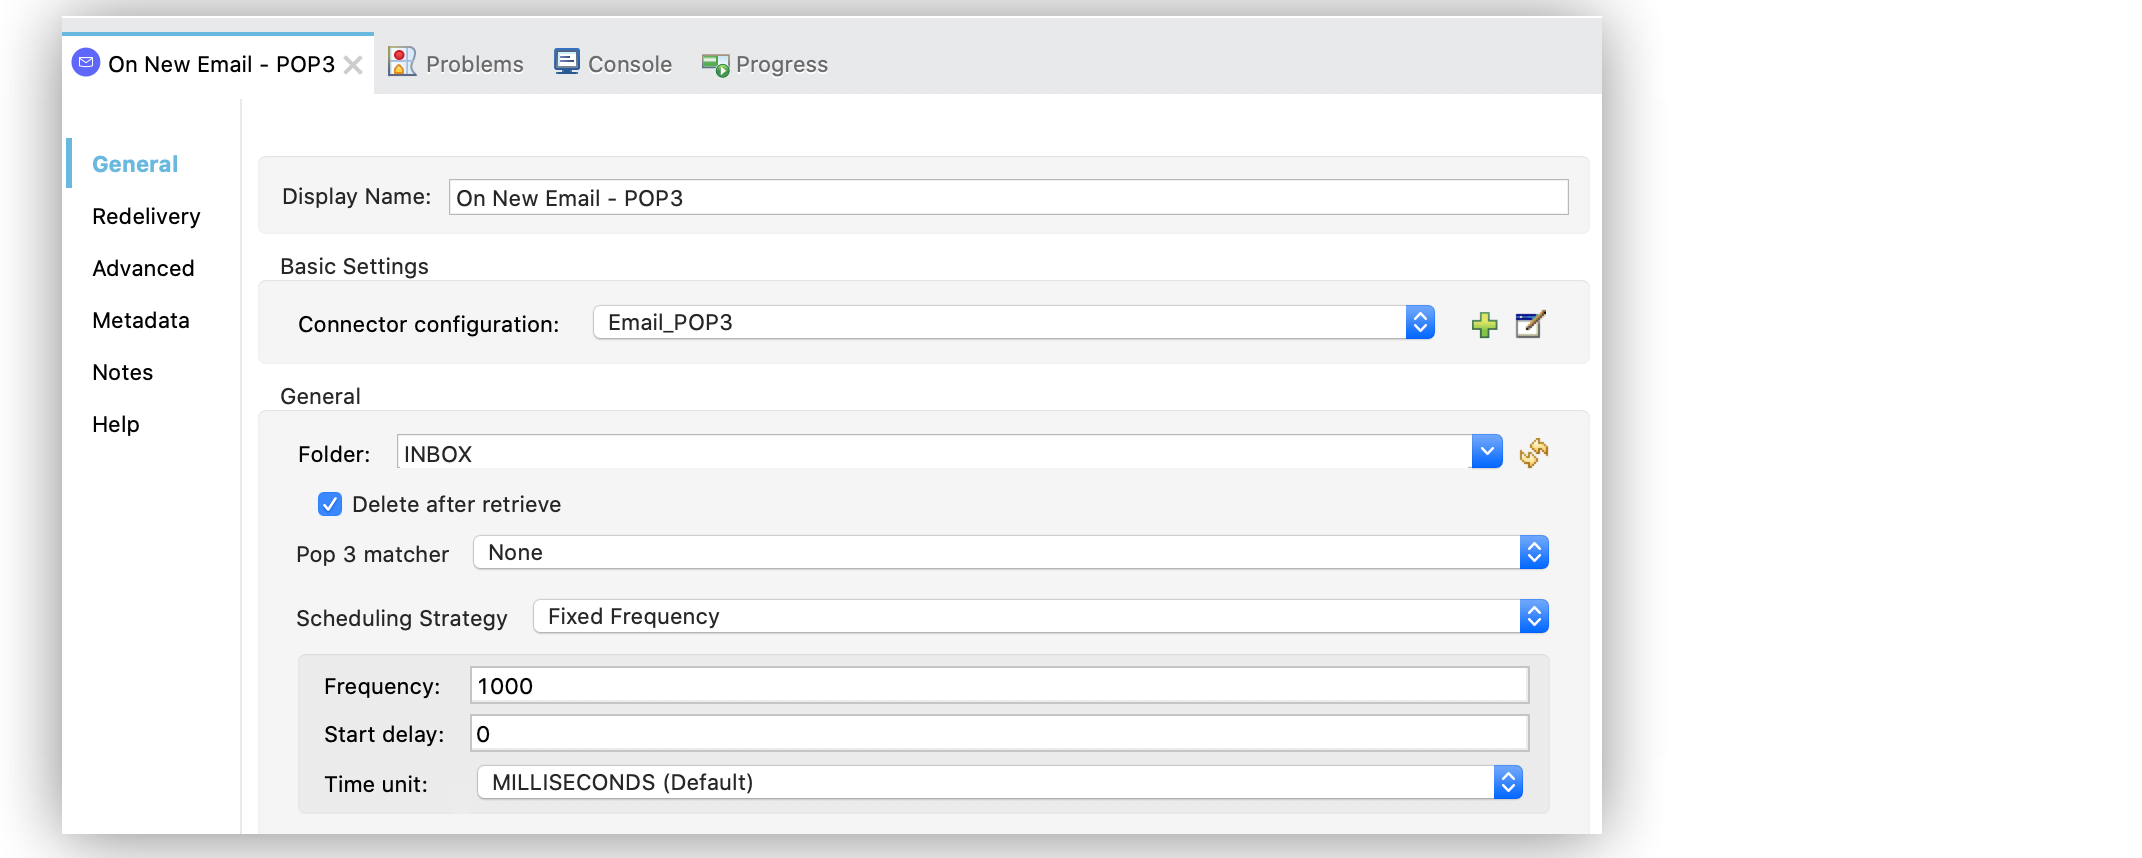 On New Email - POP3 Problems Console Progress
General
Redelivery
Advanced
Metadata
Notes
Help
Display Name: On New Email - POP3
Basic Settings
Connector configuration: Email_POP3
General
Folder: INBOX
Delete after retrieve
Pop 3 matcher None
Scheduling Strategy Fixed Frequency
Frequency: 1000
Start delay: 0
Time unit: MILLISECONDS (Default)